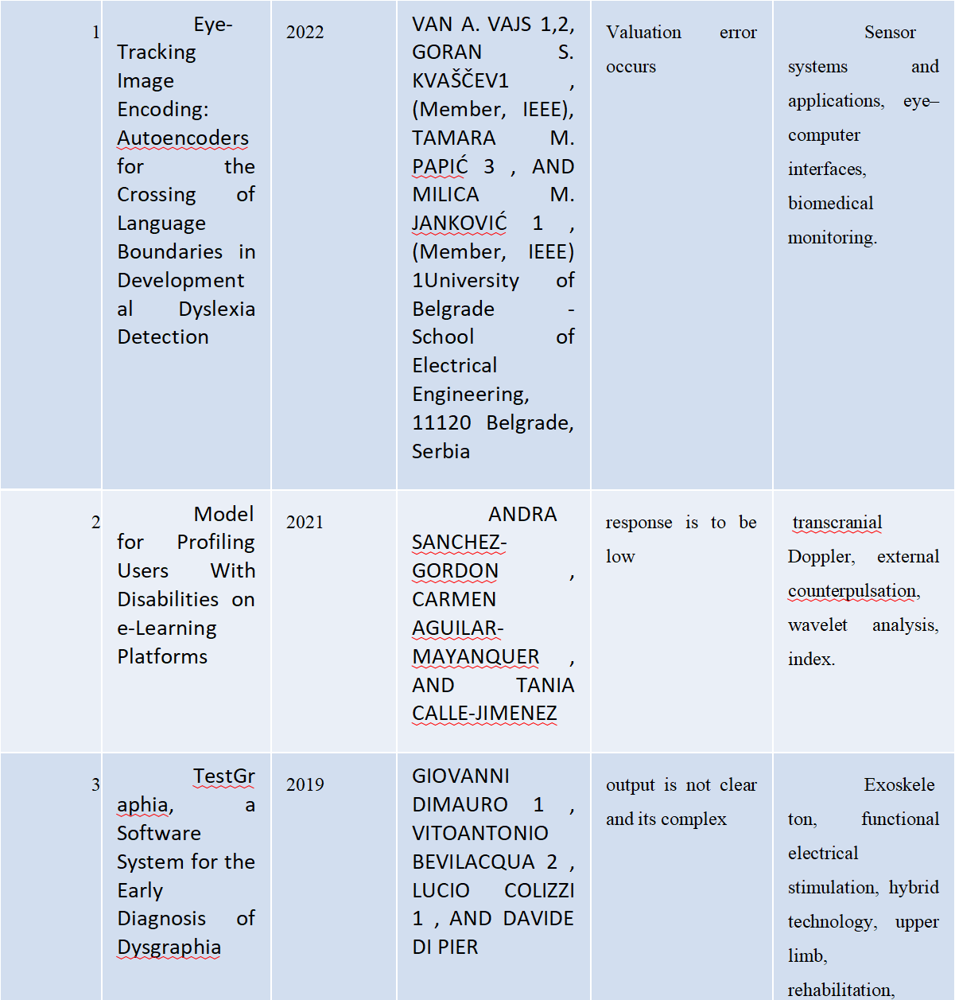 1
Eye-
Tracking
Image
Encoding:
Autoencoders
for the
Crossing of
Language
Boundaries in
Development
al Dyslexia
Detection
2022
VAN A. VAJS 1,2,
GORAN S.
KVAŠČEV1 ,
(Member, IEEE),
TAMARA M.
PAPIĆ 3 , AND
MILICA M.
JANKOVIĆ 1 ,
(Member, IEEE)
1University of
Belgrade -
School of
Electrical
Engineering,
11120 Belgrade,
Serbia
Valuation error
occurs
Sensor
systems and
applications, eye–
computer
interfaces,
biomedical
monitoring.
2
Model
for Profiling
Users With
Disabilities on
e-Learning
Platforms
2021
ANDRA
SANCHEZ-
GORDON ,
CARMEN
AGUILAR-
MAYANQUER ,
AND TANIA
CALLE-JIMENEZ
response is to be
low
transcranial
Doppler, external
counterpulsation,
wavelet analysis,
index.
3
TestGr
aphia, a
Software
System for the
Early
Diagnosis of
Dysgraphia
2019
GIOVANNI
DIMAURO 1 ,
VITOANTONIO
BEVILACQUA 2 ,
LUCIO COLIZZI
1 , AND DAVIDE
DI PIER
output is not clear
and its complex
Exoskele
ton, functional
electrical
stimulation, hybrid
technology, upper
limb,
rehabilitation,